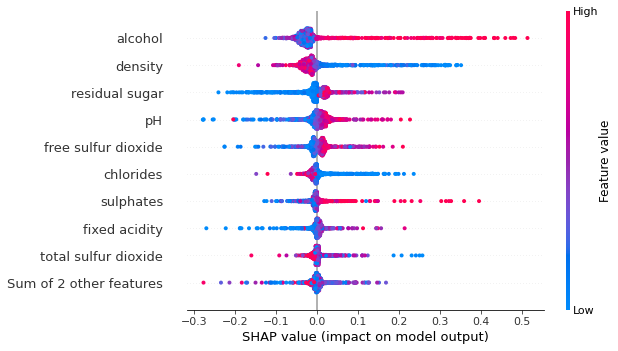 High
alcohol
density
residual sugar
pH
free sulfur dioxide
chlorides
sulphates
fixed acidity
total sulfur dioxide
Sum of 2 other features
Feature value
Low
−0.3 −0.2 −0.1 0.0 0.1 0.2 0.3 0.4 0.5
SHAP value (impact on model output)